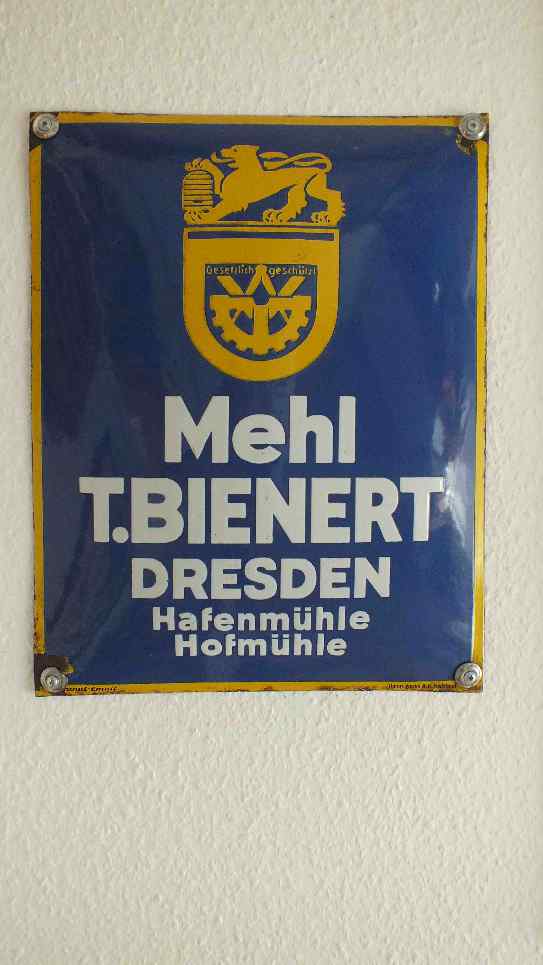 Gesetzlich geschützt
Mehl
T.BIENERT
DRESDEN
Hafenmühle
Hofmühle